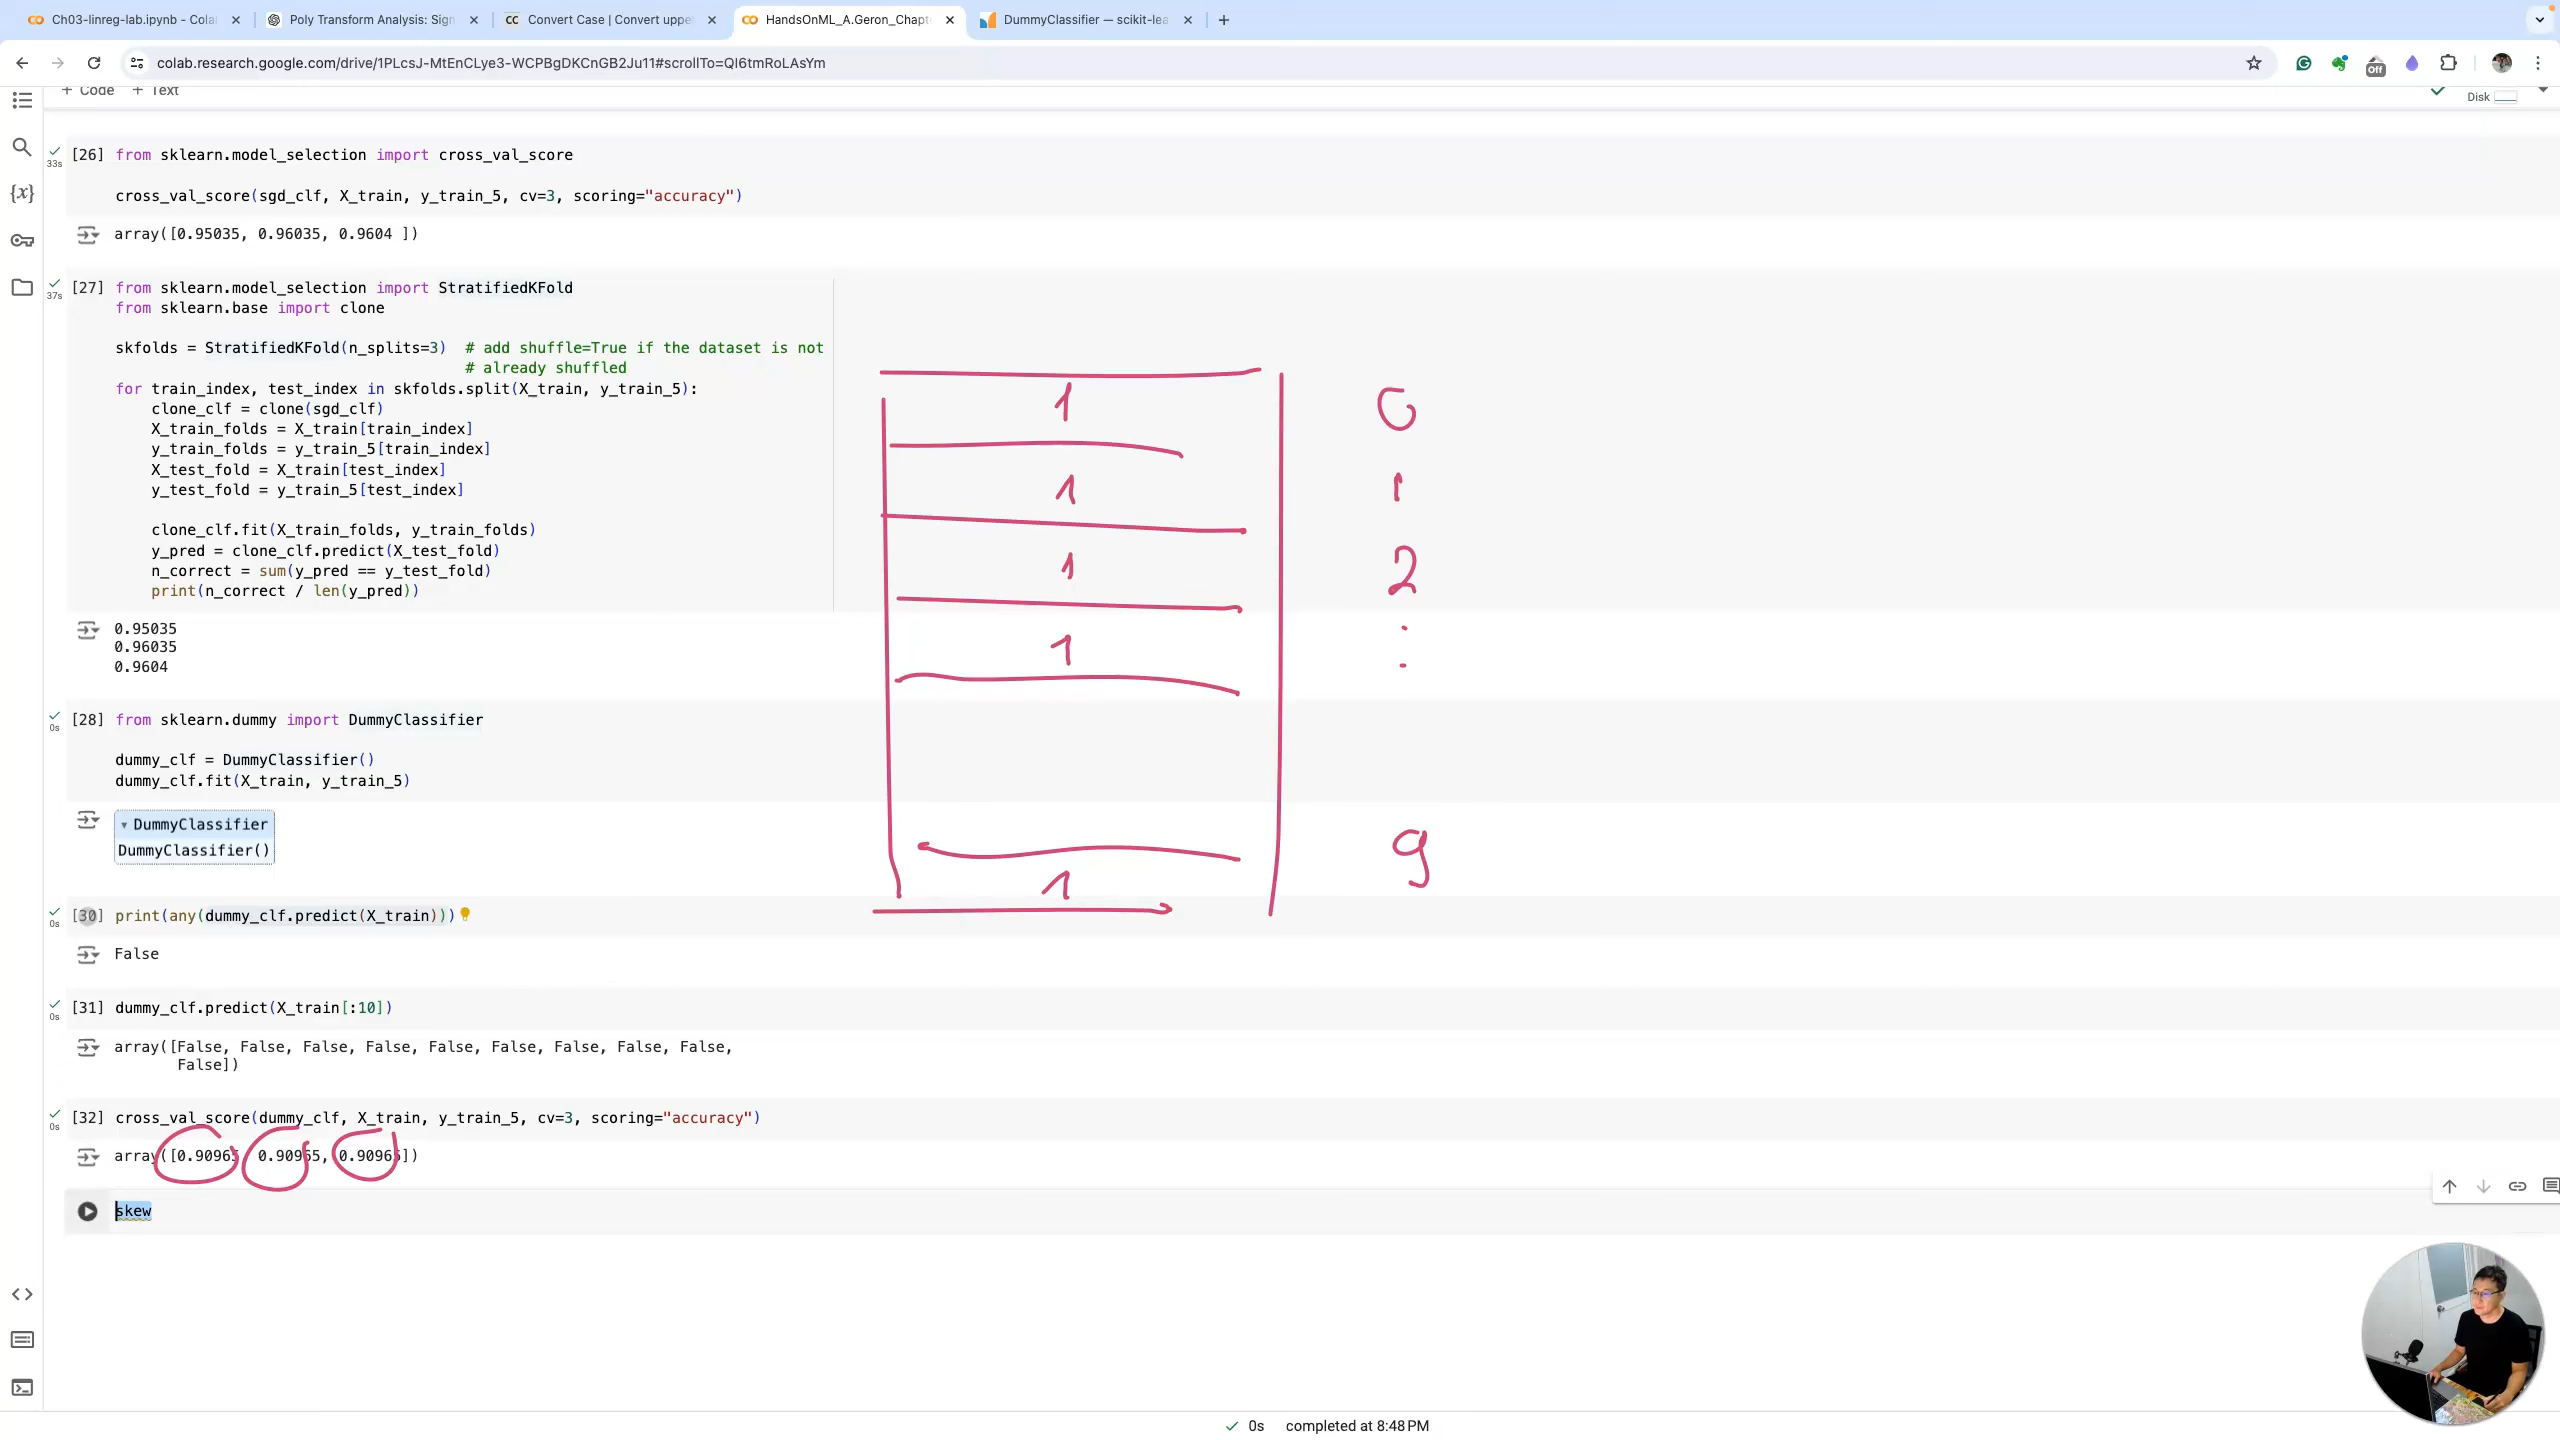 Ch03-linreg-lab.ipynb - Colab
Poly Transform Analysis: Sign
Convert Case | Convert uppe
HandsOnML_A.Geron_Chapt
DummyClassifier — scikit-lea
colab.research.google.com/drive/1PLcsJ-MtEnCLye3-WCPBgDKCnGB2Ju11#scrollTo=Ql6tmRoLAsYm
Off
+ Code + Text
Disk
33s
[26] from sklearn.model_selection import cross_val_score
cross_val_score(sgd_clf, X_train, y_train_5, cv=3, scoring="accuracy")
array([0.95035, 0.96035, 0.9604 ])
37s
[27] from sklearn.model_selection import StratifiedKFold
from sklearn.base import clone
skfolds = StratifiedKFold(n_splits=3)  # add shuffle=True if the dataset is not
# already shuffled
for train_index, test_index in skfolds.split(X_train, y_train_5):
clone_clf = clone(sgd_clf)
X_train_folds = X_train[train_index]
y_train_folds = y_train_5[train_index]
X_test_fold = X_train[test_index]
y_test_fold = y_train_5[test_index]
clone_clf.fit(X_train_folds, y_train_folds)
y_pred = clone_clf.predict(X_test_fold)
n_correct = sum(y_pred == y_test_fold)
print(n_correct / len(y_pred))
0.95035
0.96035
0.9604
1 0
1 1
1 2
1 :
1 9
0s
[28] from sklearn.dummy import DummyClassifier
dummy_clf = DummyClassifier()
dummy_clf.fit(X_train, y_train_5)
▾ DummyClassifier
DummyClassifier()
0s
[30] print(any(dummy_clf.predict(X_train)))
False
0s
[31] dummy_clf.predict(X_train[:10])
array([False, False, False, False, False, False, False, False, False,
False])
0s
[32] cross_val_score(dummy_clf, X_train, y_train_5, cv=3, scoring="accuracy")
array([0.90965, 0.90965, 0.90965])
skew
0s completed at 8:48 PM